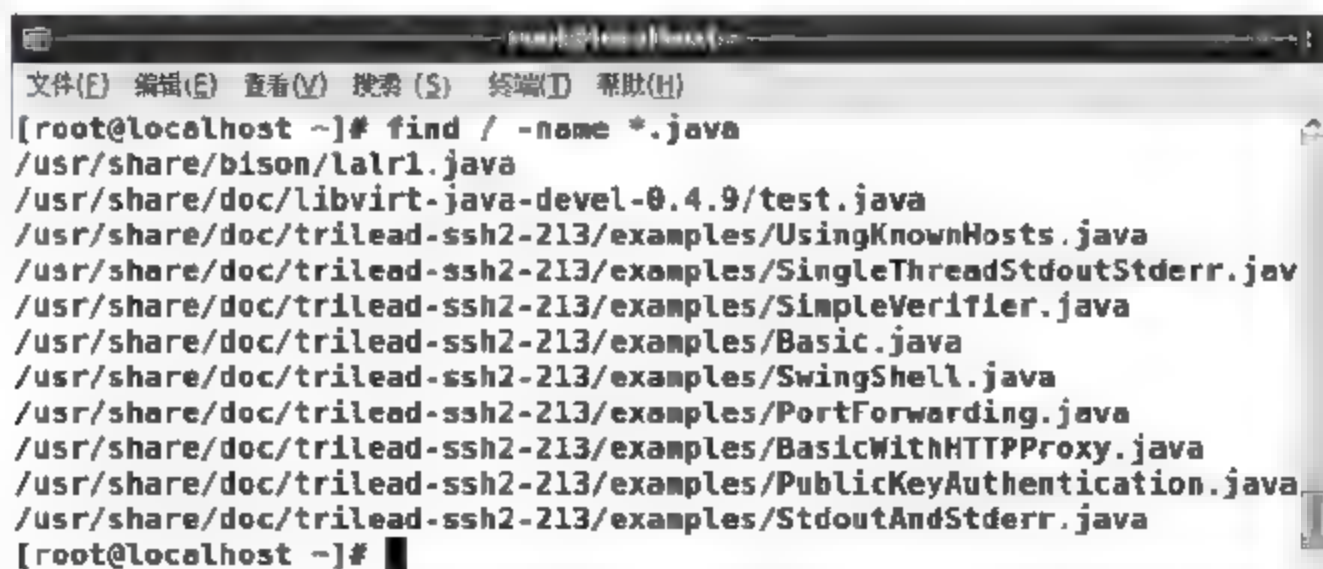 文件(F) 编辑(E) 查看(V) 搜索 (S) 终端(T) 帮助(H)
[root@localhost ~]# find / -name *.java
/usr/share/bison/lalr1.java
/usr/share/doc/libvirt-java-devel-0.4.9/test.java
/usr/share/doc/trilead-ssh2-213/examples/UsingKnownHosts.java
/usr/share/doc/trilead-ssh2-213/examples/SingleThreadStdoutStderr.jav
/usr/share/doc/trilead-ssh2-213/examples/SimpleVerifier.java
/usr/share/doc/trilead-ssh2-213/examples/Basic.java
/usr/share/doc/trilead-ssh2-213/examples/SwingShell.java
/usr/share/doc/trilead-ssh2-213/examples/PortForwarding.java
/usr/share/doc/trilead-ssh2-213/examples/BasicWithHTTPProxy.java
/usr/share/doc/trilead-ssh2-213/examples/PublicKeyAuthentication.java
/usr/share/doc/trilead-ssh2-213/examples/StdoutAndStderr.java
[root@localhost ~]#